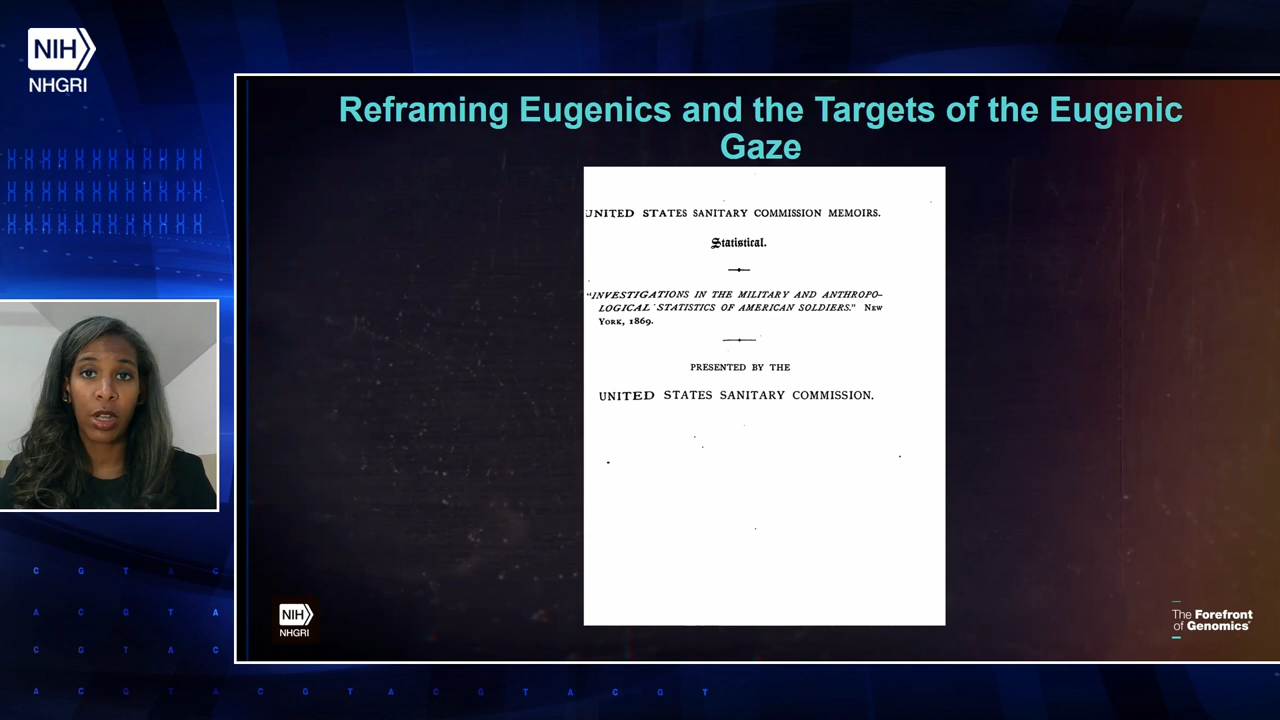 NIH
NHGRI
Reframing Eugenics and the Targets of the Eugenic
Gaze
UNITED STATES SANITARY COMMISSION MEMOIRS.
Statistical.
"INVESTIGATIONS IN THE MILITARY AND ANTHROPO-
LOGICAL STATISTICS OF AMERICAN SOLDIERS." NEW
YORK, 1869.
PRESENTED BY THE
UNITED STATES SANITARY COMMISSION.
C G T A C
A C G T A
C G T A C
A C G T A C G T A C G T A C G T
NIH
NHGRI
The Forefront
of Genomics®